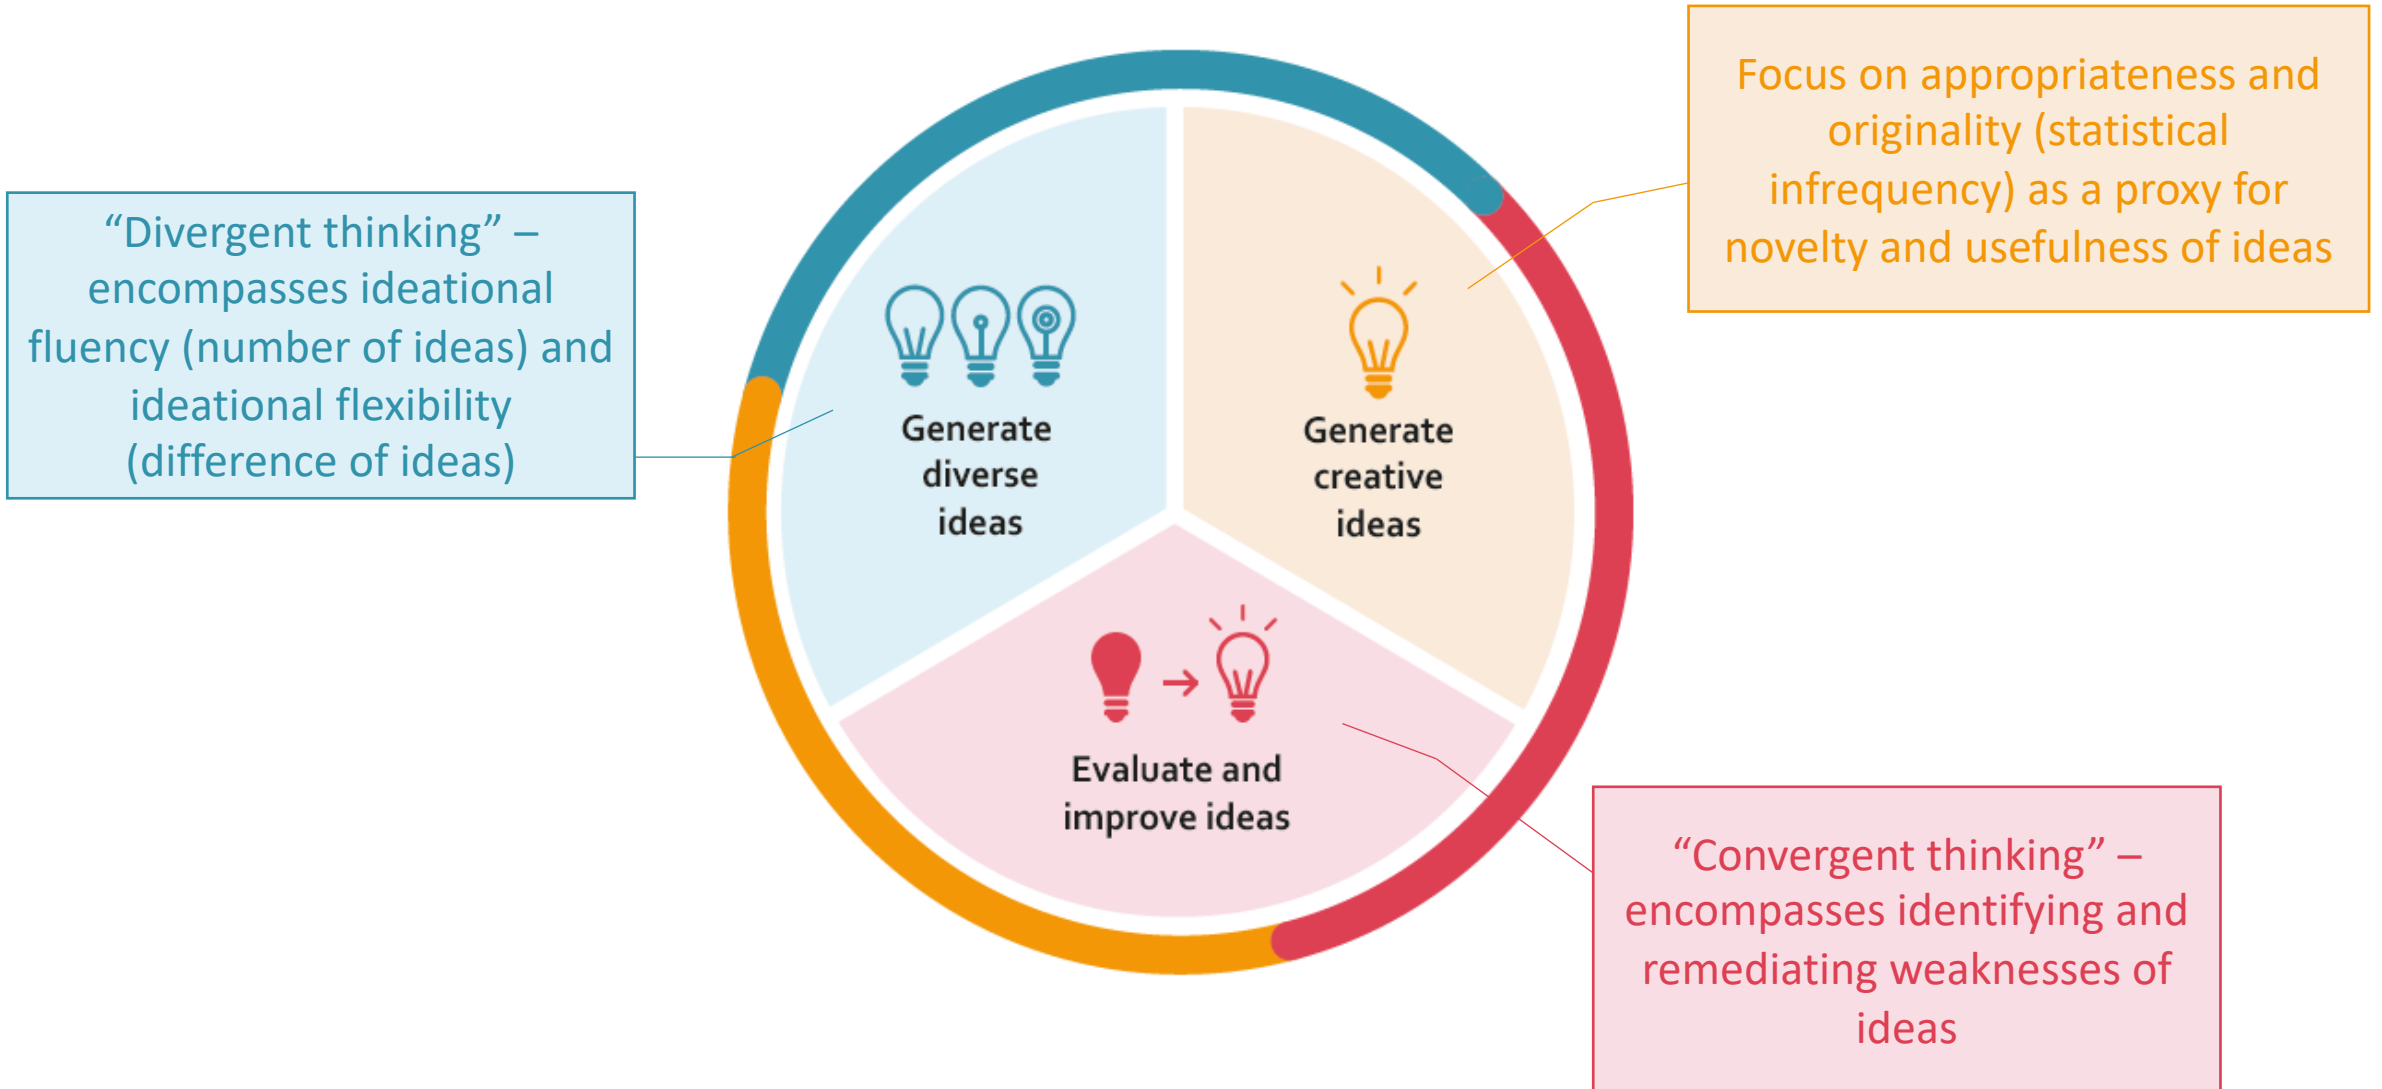 Focus on appropriateness and
originality (statistical
infrequency) as a proxy for
novelty and usefulness of ideas
“Divergent thinking” –
encompasses ideational
fluency (number of ideas) and
ideational flexibility
(difference of ideas)
Generate
diverse
ideas
Generate
creative
ideas
Evaluate and
improve ideas
“Convergent thinking” –
encompasses identifying and
remediating weaknesses of
ideas